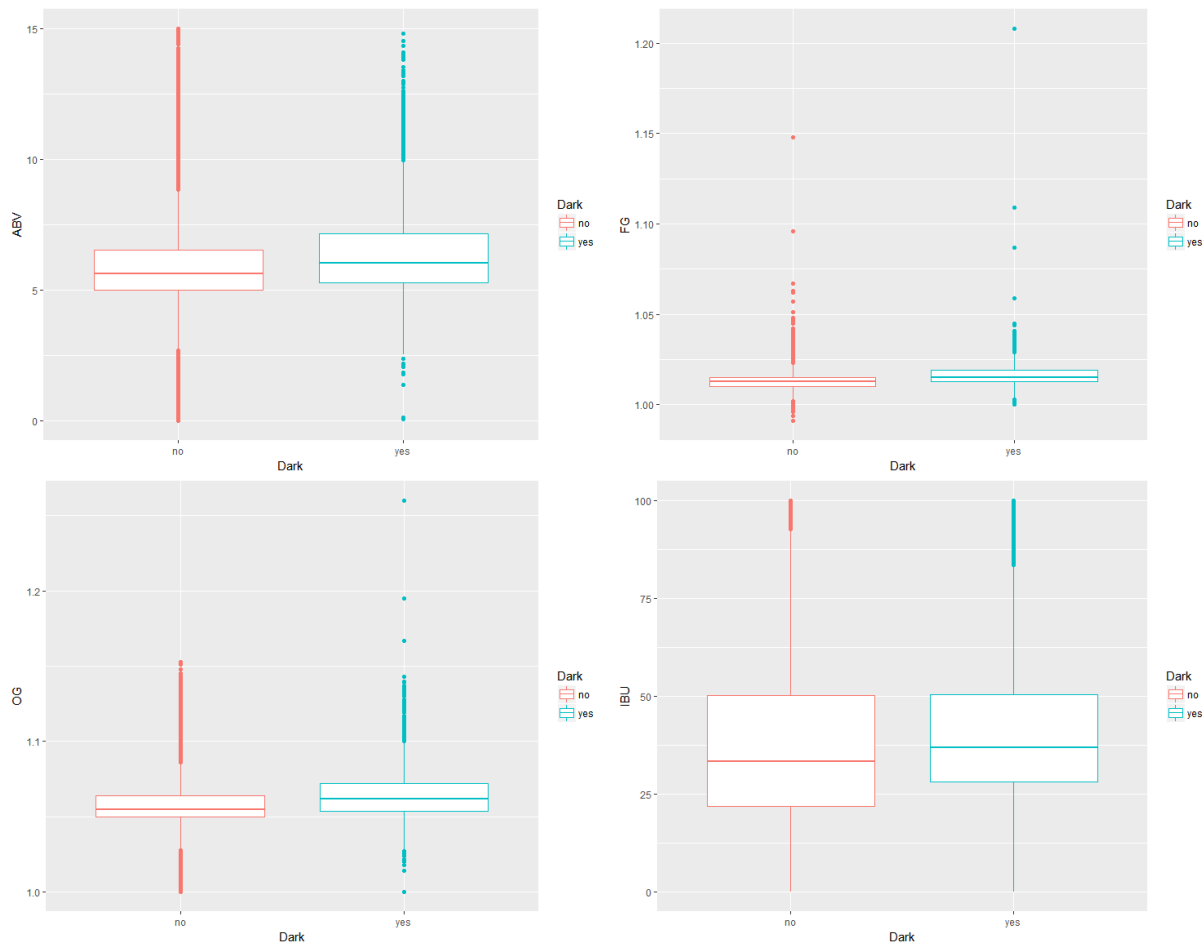 ABV
15
10
5
0
no
yes
Dark
Dark
no
yes
FG
1.20
1.15
1.10
1.05
1.00
no
yes
Dark
Dark
no
yes
OG
1.2
1.1
1.0
no
yes
Dark
Dark
no
yes
IBU
100
75
50
25
0
no
yes
Dark
Dark
no
yes